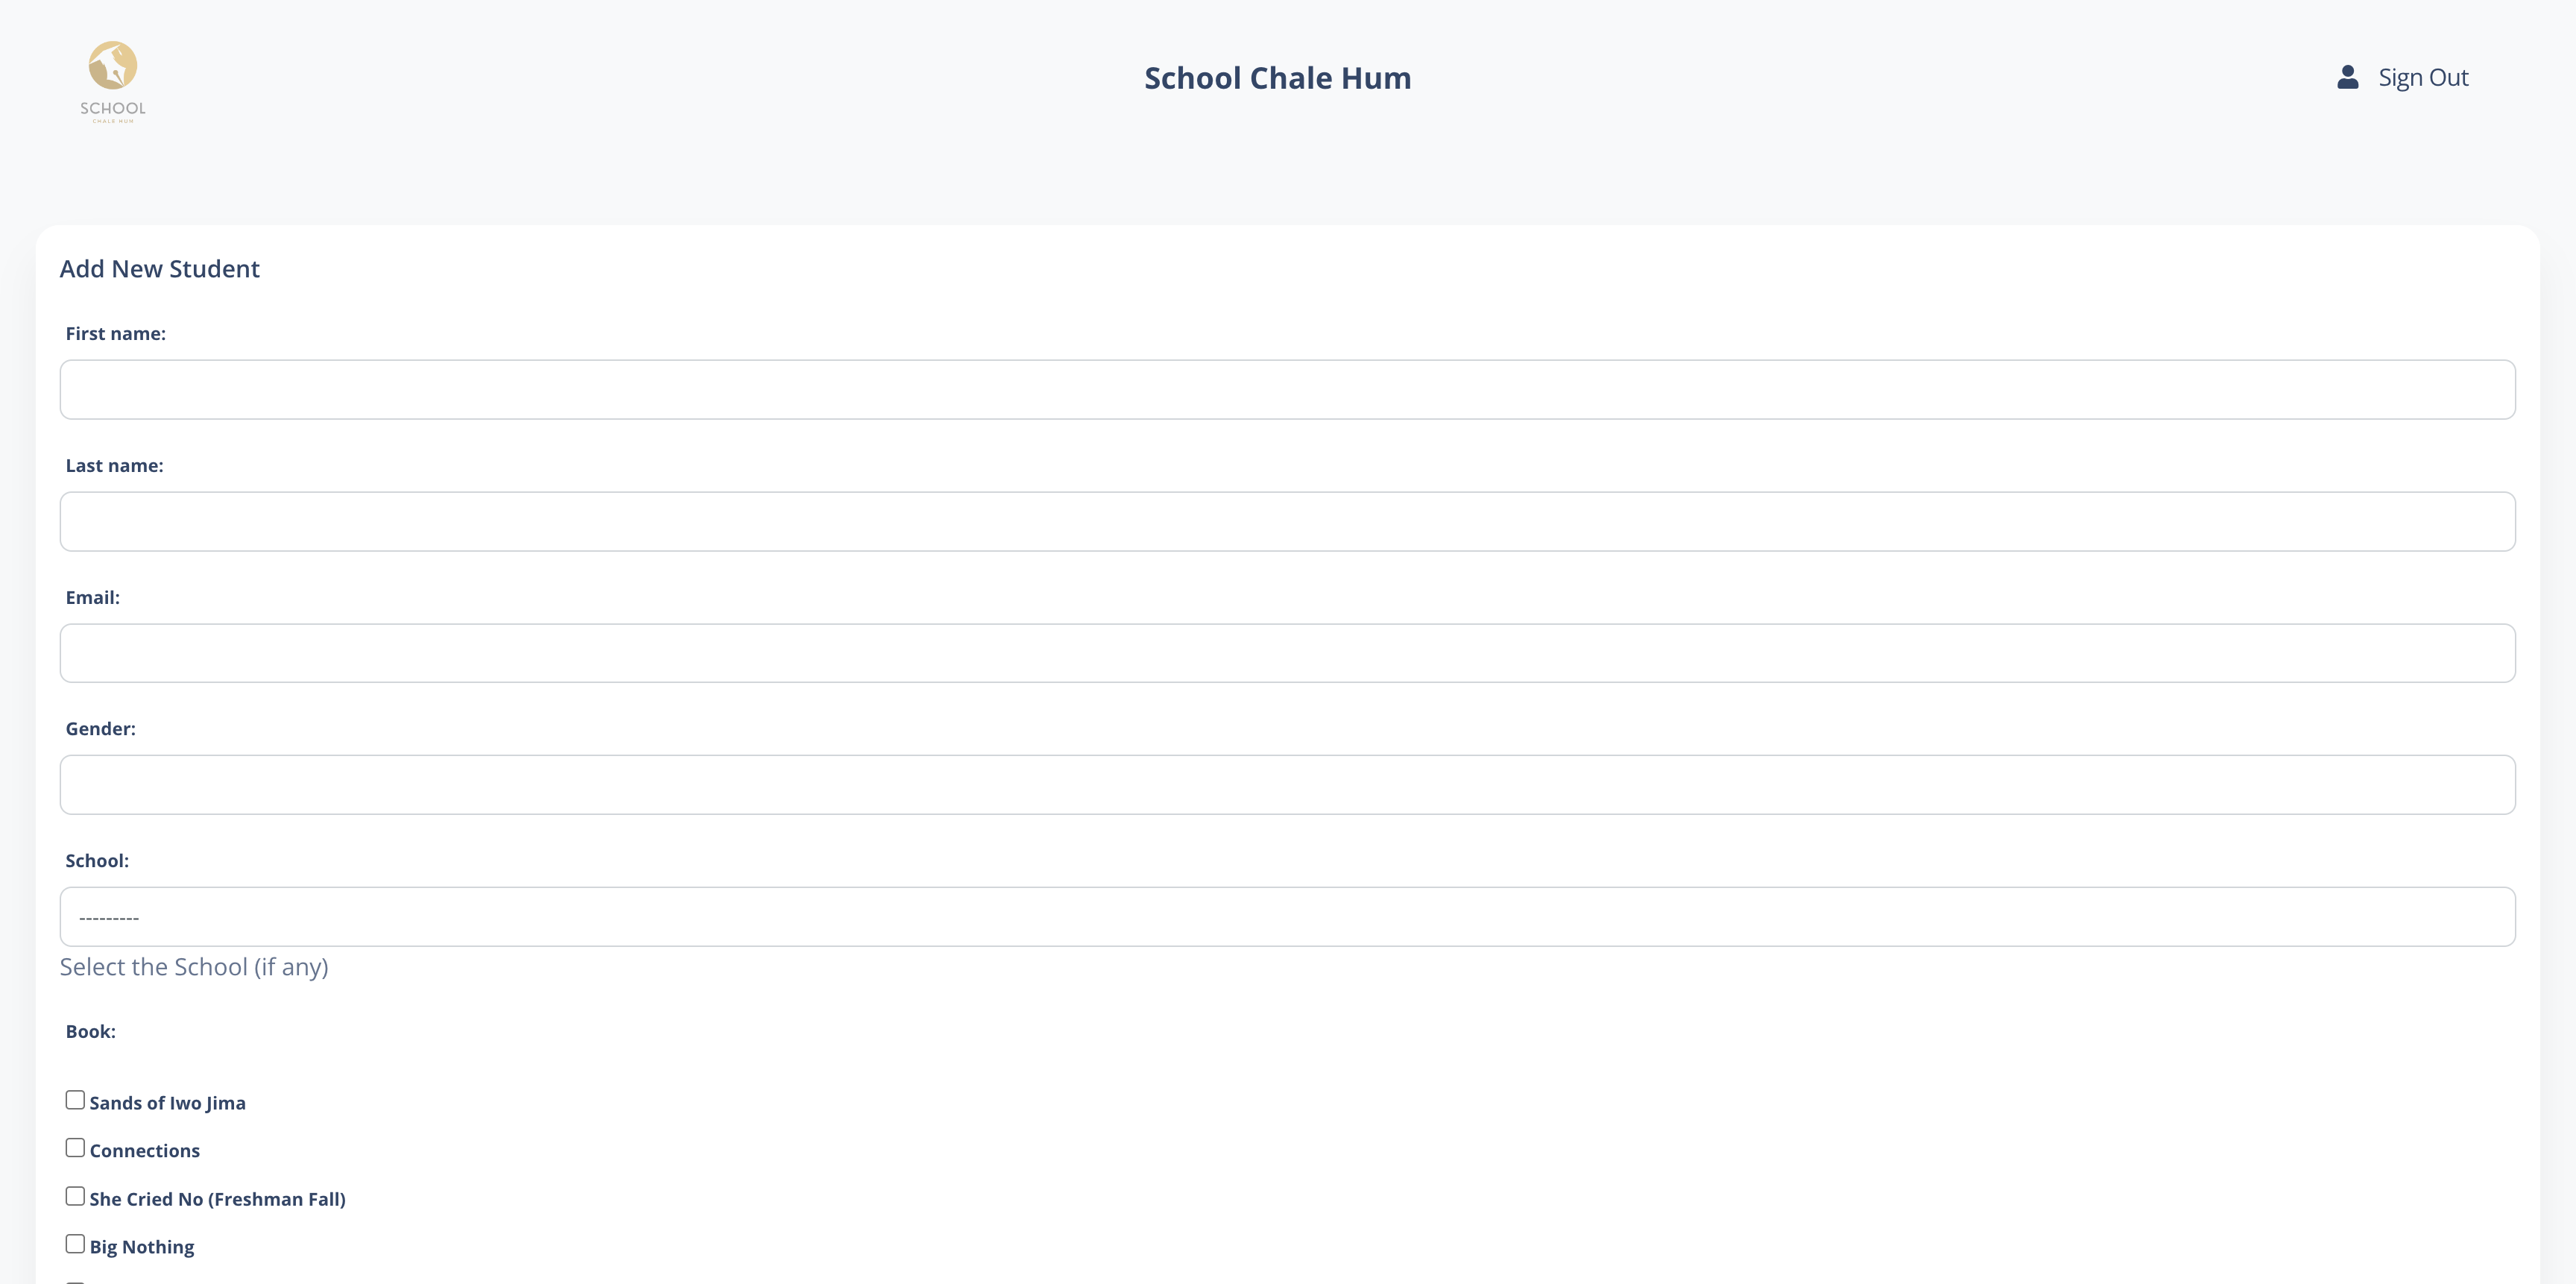 SCHOOL
CHALE HUM
School Chale Hum
Sign Out
Add New Student
First name:
Last name:
Email:
Gender:
School:
---------
Select the School (if any)
Book:
Sands of Iwo Jima
Connections
She Cried No (Freshman Fall)
Big Nothing